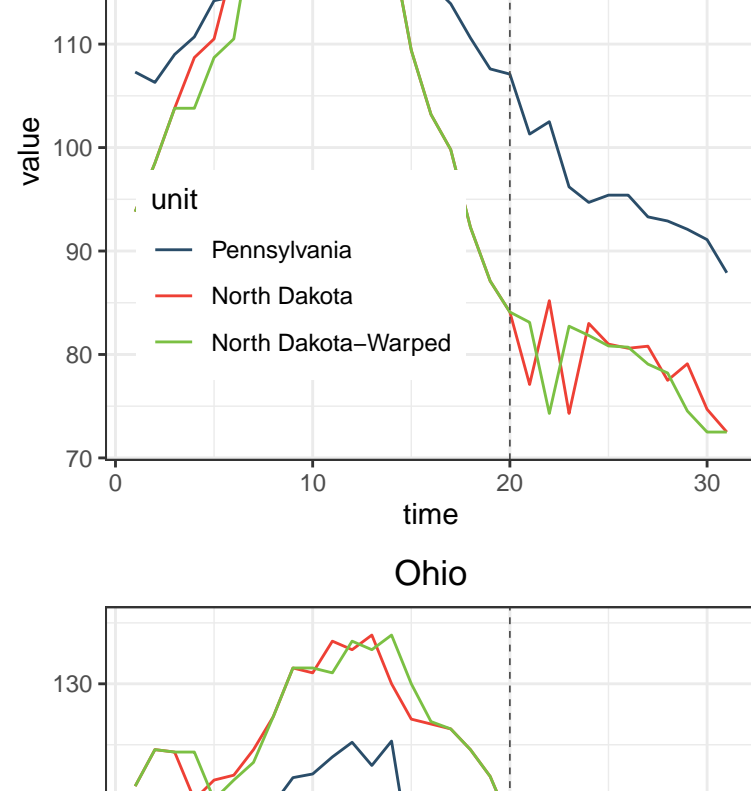 110
100
value
unit
90
Pennsylvania
North Dakota
North Dakota−Warped
80
70
0 10 20 30
time
Ohio
130